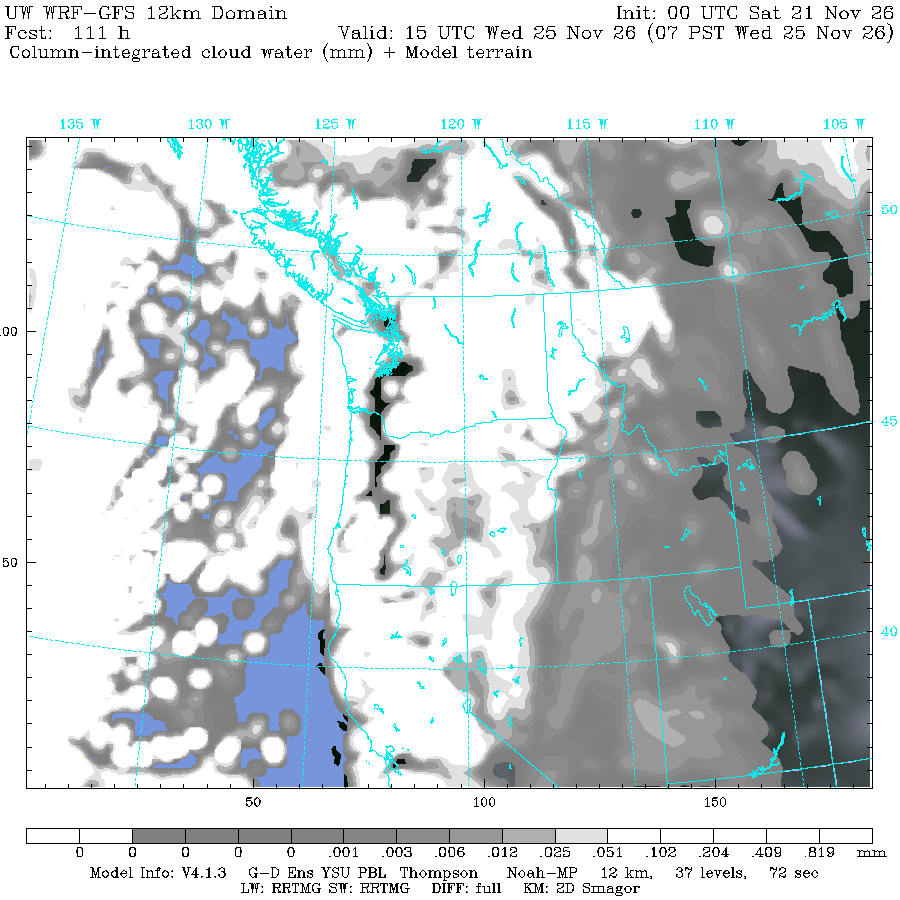 UW WRF-GFS 12km Domain Init: 00 UTC Sat 21 Nov 26
Fcst: 111 h Valid: 15 UTC Wed 25 Nov 26 (07 PST Wed 25 Nov 26)
Column-integrated cloud water (mm) + Model terrain
135 W 130 W 125 W 120 W 115 W 110 W 105 W
50
00
45
50
40
50 100 150
0 0 0 0 .001 .003 .006 .012 .025 .051 .102 .204 .409 .819 mm
Model Info: V4.1.3 G-D Ens YSU PBL Thompson Noah-MP 12 km, 37 levels, 72 sec
LW: RRTMG SW: RRTMG DIFF: full KM: 2D Smagor